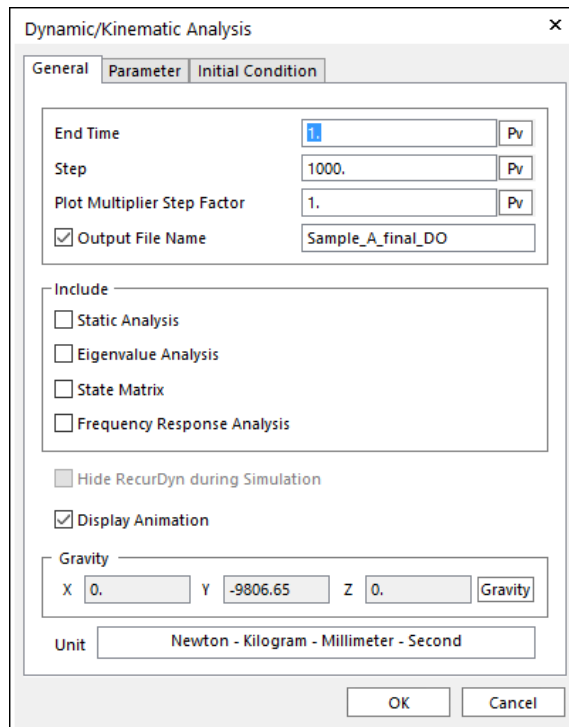 Dynamic/Kinematic Analysis
General Parameter Initial Condition
End Time 1. Pv
Step 1000. Pv
Plot Multiplier Step Factor 1. Pv
Output File Name Sample_A_final_DO
Include
Static Analysis
Eigenvalue Analysis
State Matrix
Frequency Response Analysis
Hide RecurDyn during Simulation
Display Animation
Gravity
X 0. Y -9806.65 Z 0. Gravity
Unit Newton - Kilogram - Millimeter - Second
OK Cancel